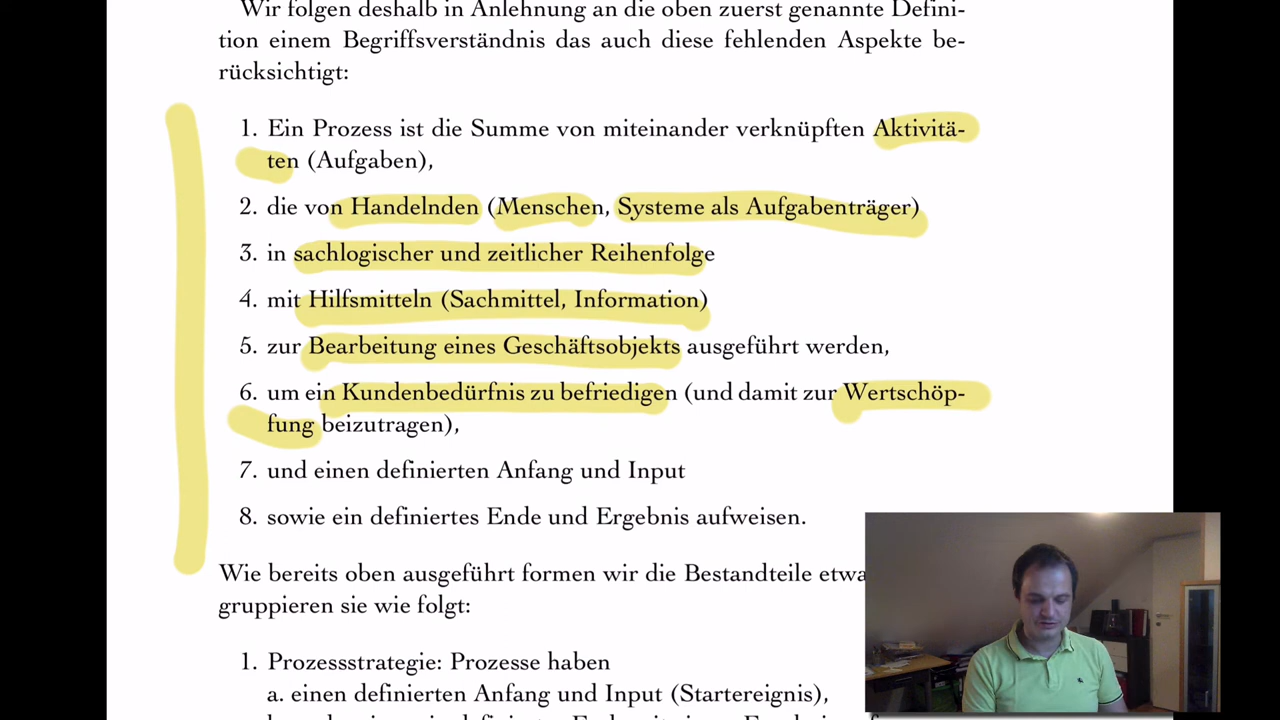 Wir folgen deshalb in Anlehnung an die oben zuerst genannte Defini-
tion einem Begriffsverständnis das auch diese fehlenden Aspekte be-
rücksichtigt:
1. Ein Prozess ist die Summe von miteinander verknüpften Aktivitä-
ten (Aufgaben),
2. die von Handelnden (Menschen, Systeme als Aufgabenträger)
3. in sachlogischer und zeitlicher Reihenfolge
4. mit Hilfsmitteln (Sachmittel, Information)
5. zur Bearbeitung eines Geschäftsobjekts ausgeführt werden,
6. um ein Kundenbedürfnis zu befriedigen (und damit zur Wertschöp-
fung beizutragen),
7. und einen definierten Anfang und Input
8. sowie ein definiertes Ende und Ergebnis aufweisen.
Wie bereits oben ausgeführt formen wir die Bestandteile
gruppieren sie wie folgt:
1. Prozessstrategie: Prozesse haben
a. einen definierten Anfang und Input (Startereignis),